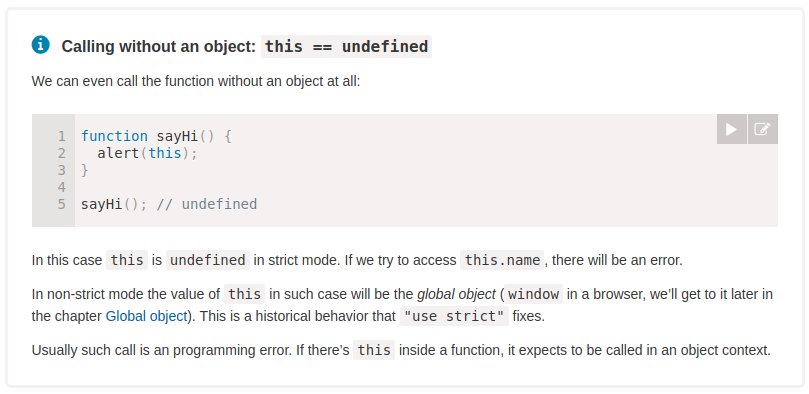 Calling without an object: this == undefined
We can even call the function without an object at all:
1 function sayHi() {
2   alert(this);
3 }
4
5 sayHi(); // undefined
In this case this is undefined in strict mode. If we try to access this.name, there will be an error.
In non-strict mode the value of this in such case will be the global object (window in a browser, we’ll get to it later in
the chapter Global object). This is a historical behavior that "use strict" fixes.
Usually such call is an programming error. If there’s this inside a function, it expects to be called in an object context.